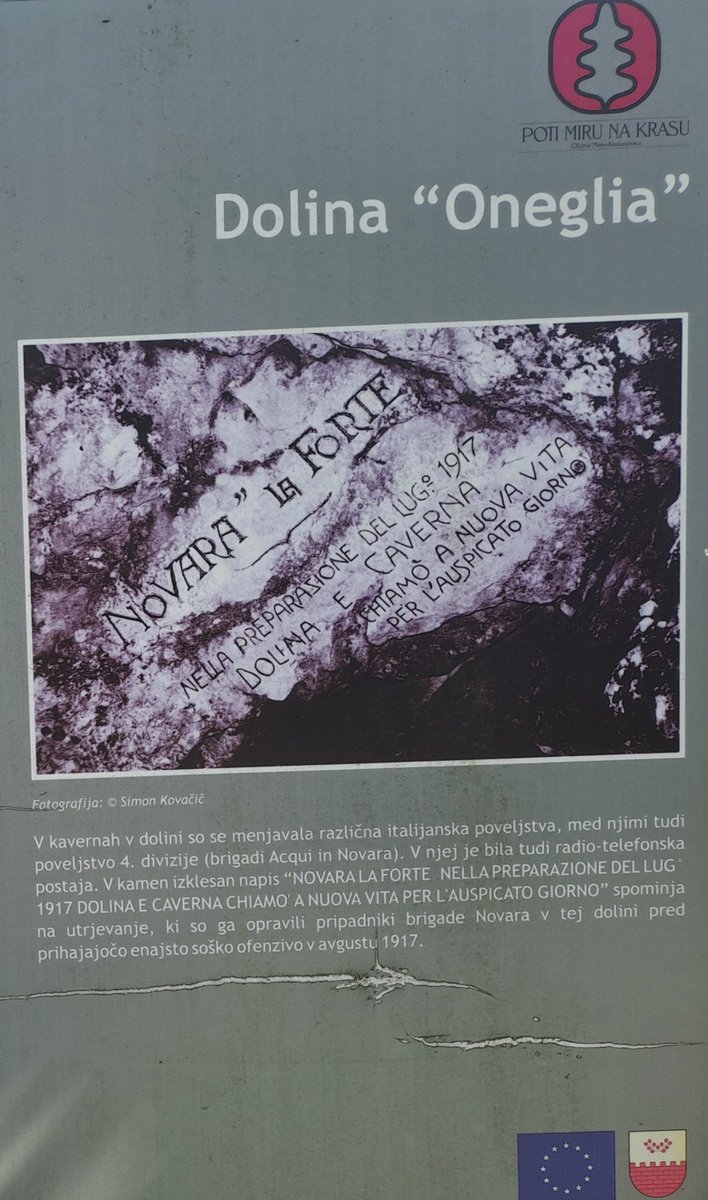 POTI MIRU NA KRASU
Občina Miren-Kostanjevica
Dolina “Oneglia”
NOVARA” LA FORTE
NELLA PREPARASIONE DEL LUG.º 1917
DOLINA E CAVERNA
CHIAMÒ A NUOVA VITA
PER L'AUSPICATO GIORNO
Fotografija: © Simon Kovačič
V kavernah v dolini so se menjavala različna italijanska poveljstva, med njimi tudi
poveljstvo 4. divizije (brigadi Acqui in Novara). V njej je bila tudi radio-telefonska
postaja. V kamen izklesan napis “NOVARA LA FORTE NELLA PREPARAZIONE DEL LUG°
1917 DOLINA E CAVERNA CHIAMO' A NUOVA VITA PER L'AUSPICATO GIORNO” spominja
na utrjevanje, ki so ga opravili pripadniki brigade Novara v tej dolini pred
prihajajočo enajsto soško ofenzivo v avgustu 1917.